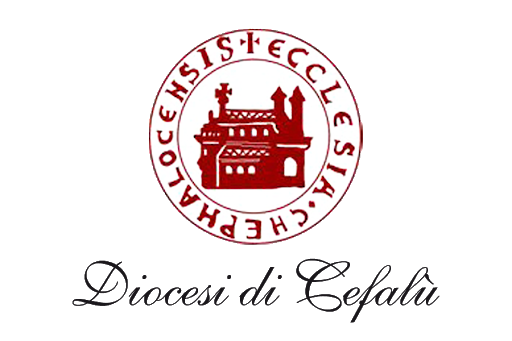 ✝ ECCLESIA · CHEPHALOCENSIS
Diocesi di Cefalù